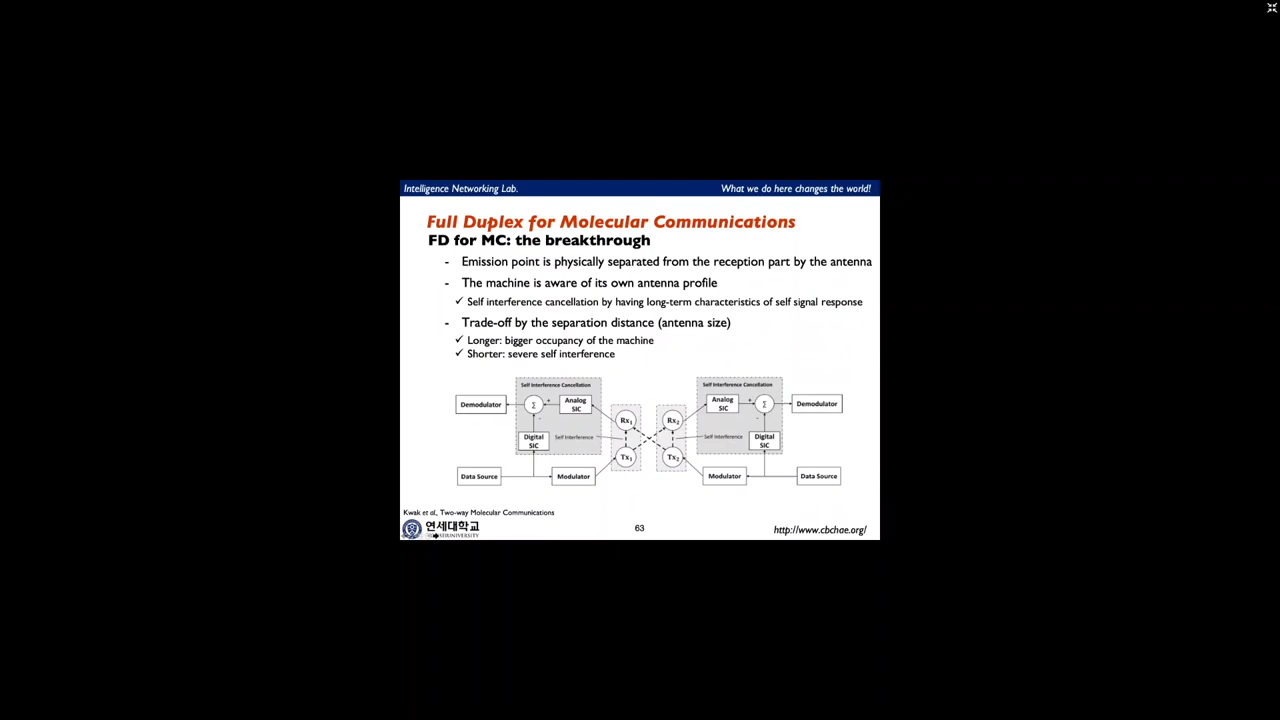 Intelligence Networking Lab.
What we do here changes the world!
Full Duplex for Molecular Communications
FD for MC: the breakthrough
- Emission point is physically separated from the reception part by the antenna
- The machine is aware of its own antenna profile
✓ Self interference cancellation by having long-term characteristics of self signal response
- Trade-off by the separation distance (antenna size)
✓ Longer: bigger occupancy of the machine
✓ Shorter: severe self interference
Self Interference Cancellation
Demodulator
Σ
+
Analog
SIC
-
Digital
SIC
Self Interference
Rx1
Tx1
Data Source
Modulator
Self Interference Cancellation
Rx2
Tx2
Analog
SIC
+
Σ
Demodulator
-
Self Interference
Digital
SIC
Modulator
Data Source
Kwak et al., Two-way Molecular Communications
연세대학교
63
http://www.cbchae.org/